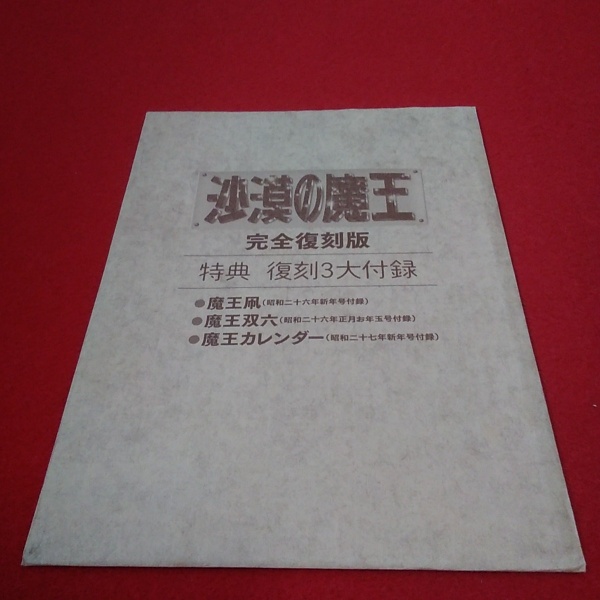 沙漠の魔王
完全復刻版
特典 復刻3大付録
●魔王凧(昭和二十六年新年号付録)
●魔王双六(昭和二十六年正月お年玉号付録)
●魔王カレンダー(昭和二十七年新年号付録)